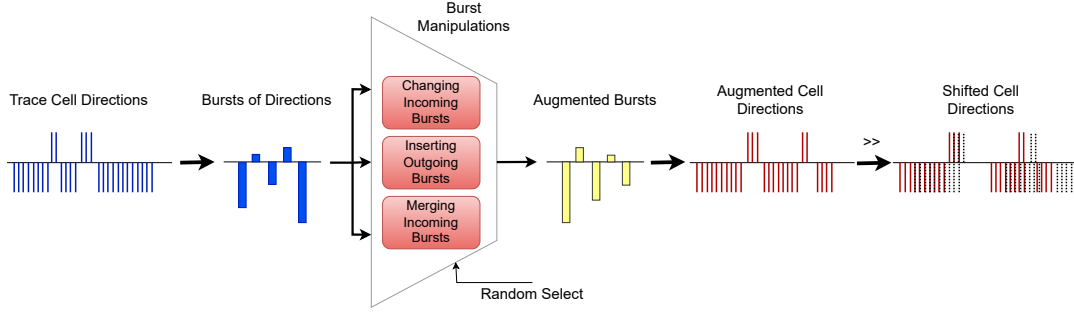 Burst
Manipulations
Trace Cell Directions
Bursts of Directions
Changing
Incoming
Bursts
Inserting
Outgoing
Bursts
Merging
Incoming
Bursts
Random Select
Augmented Bursts
Augmented Cell
Directions
>>
Shifted Cell
Directions